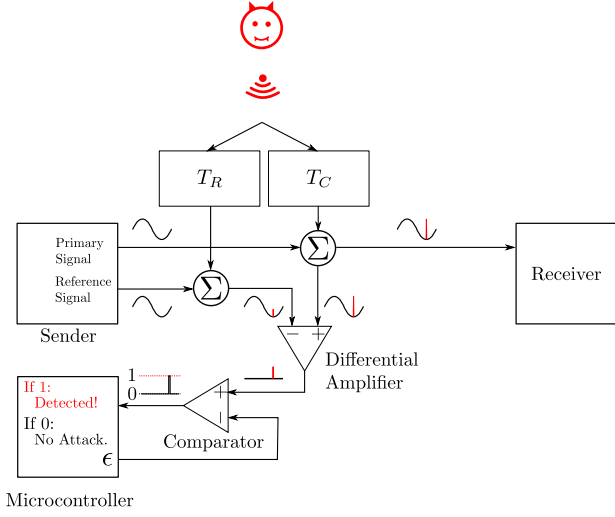 T_R
T_C
Σ
Primary
Signal
Reference
Signal
Sender
Σ
Receiver
− +
Differential
Amplifier
1
0
+
−
Comparator
If 1:
Detected!
If 0:
No Attack.
ϵ
Microcontroller